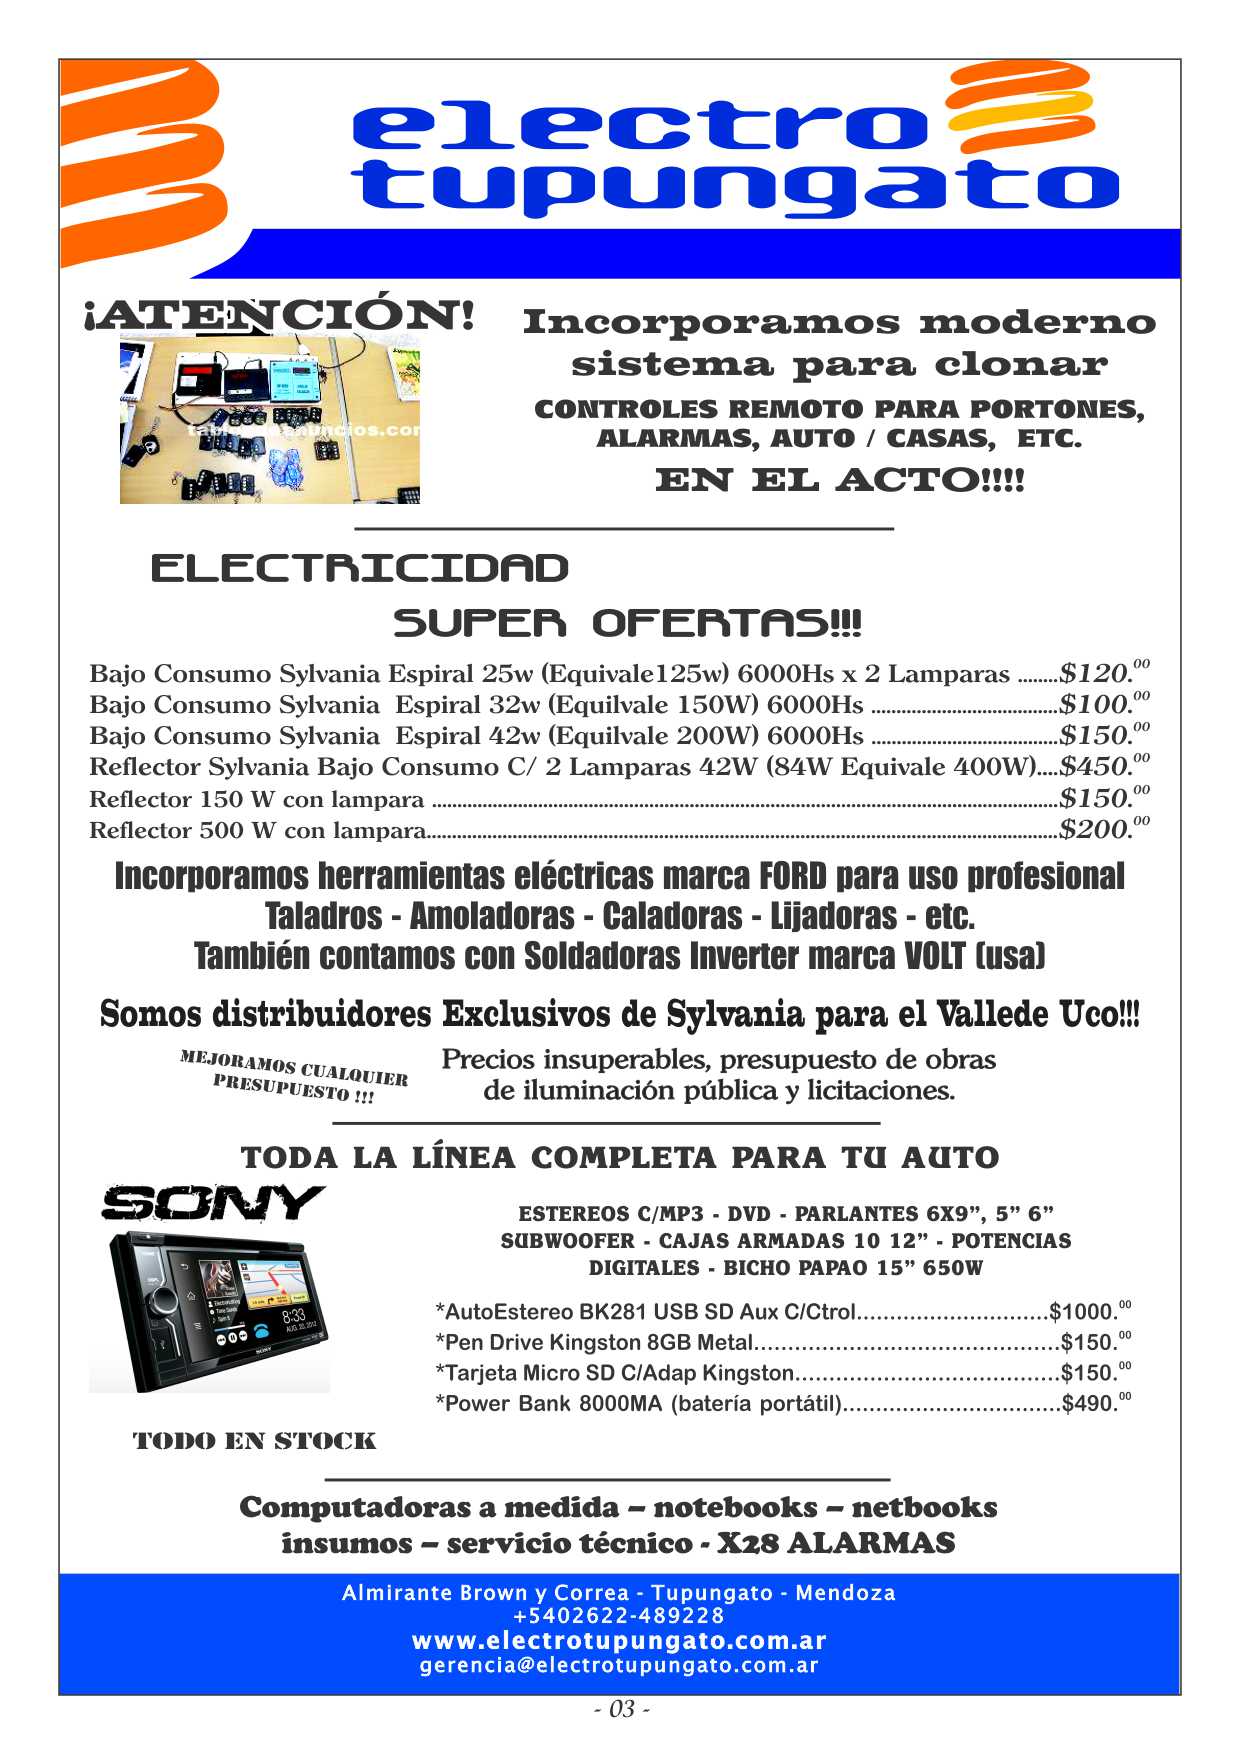 electro
tupungato
¡ATENCIÓN!
Incorporamos moderno
sistema para clonar
CONTROLES REMOTO PARA PORTONES,
ALARMAS, AUTO / CASAS, ETC.
EN EL ACTO!!!!
ELECTRICIDAD
SUPER OFERTAS!!!
Bajo Consumo Sylvania Espiral 25w (Equivale125w) 6000Hs x 2 Lamparas ........$120.00
Bajo Consumo Sylvania Espiral 32w (Equilvale 150W) 6000Hs .....................................$100.00
Bajo Consumo Sylvania Espiral 42w (Equilvale 200W) 6000Hs .....................................$150.00
Reflector Sylvania Bajo Consumo C/ 2 Lamparas 42W (84W Equivale 400W)....$450.00
Reflector 150 W con lampara ............................................................................................................................$150.00
Reflector 500 W con lampara.............................................................................................................................$200.00
Incorporamos herramientas eléctricas marca FORD para uso profesional
Taladros - Amoladoras - Caladoras - Lijadoras - etc.
También contamos con Soldadoras Inverter marca VOLT (usa)
Somos distribuidores Exclusivos de Sylvania para el Vallede Uco!!!
MEJORAMOS CUALQUIER
PRESUPUESTO !!!
Precios insuperables, presupuesto de obras
de iluminación pública y licitaciones.
TODA LA LÍNEA COMPLETA PARA TU AUTO
SONY
ESTEREOS C/MP3 - DVD - PARLANTES 6X9”, 5” 6”
SUBWOOFER - CAJAS ARMADAS 10 12” - POTENCIAS
DIGITALES - BICHO PAPAO 15” 650W
*AutoEstereo BK281 USB SD Aux C/Ctrol............................$1000.00
*Pen Drive Kingston 8GB Metal.............................................$150.00
*Tarjeta Micro SD C/Adap Kingston.......................................$150.00
*Power Bank 8000MA (batería portátil).................................$490.00
8:33
AUG. 20, 2012
SONY
TODO EN STOCK
Computadoras a medida – notebooks – netbooks
insumos – servicio técnico - X28 ALARMAS
Almirante Brown y Correa - Tupungato - Mendoza
+5402622-489228
www.electrotupungato.com.ar
gerencia@electrotupungato.com.ar
- 03 -